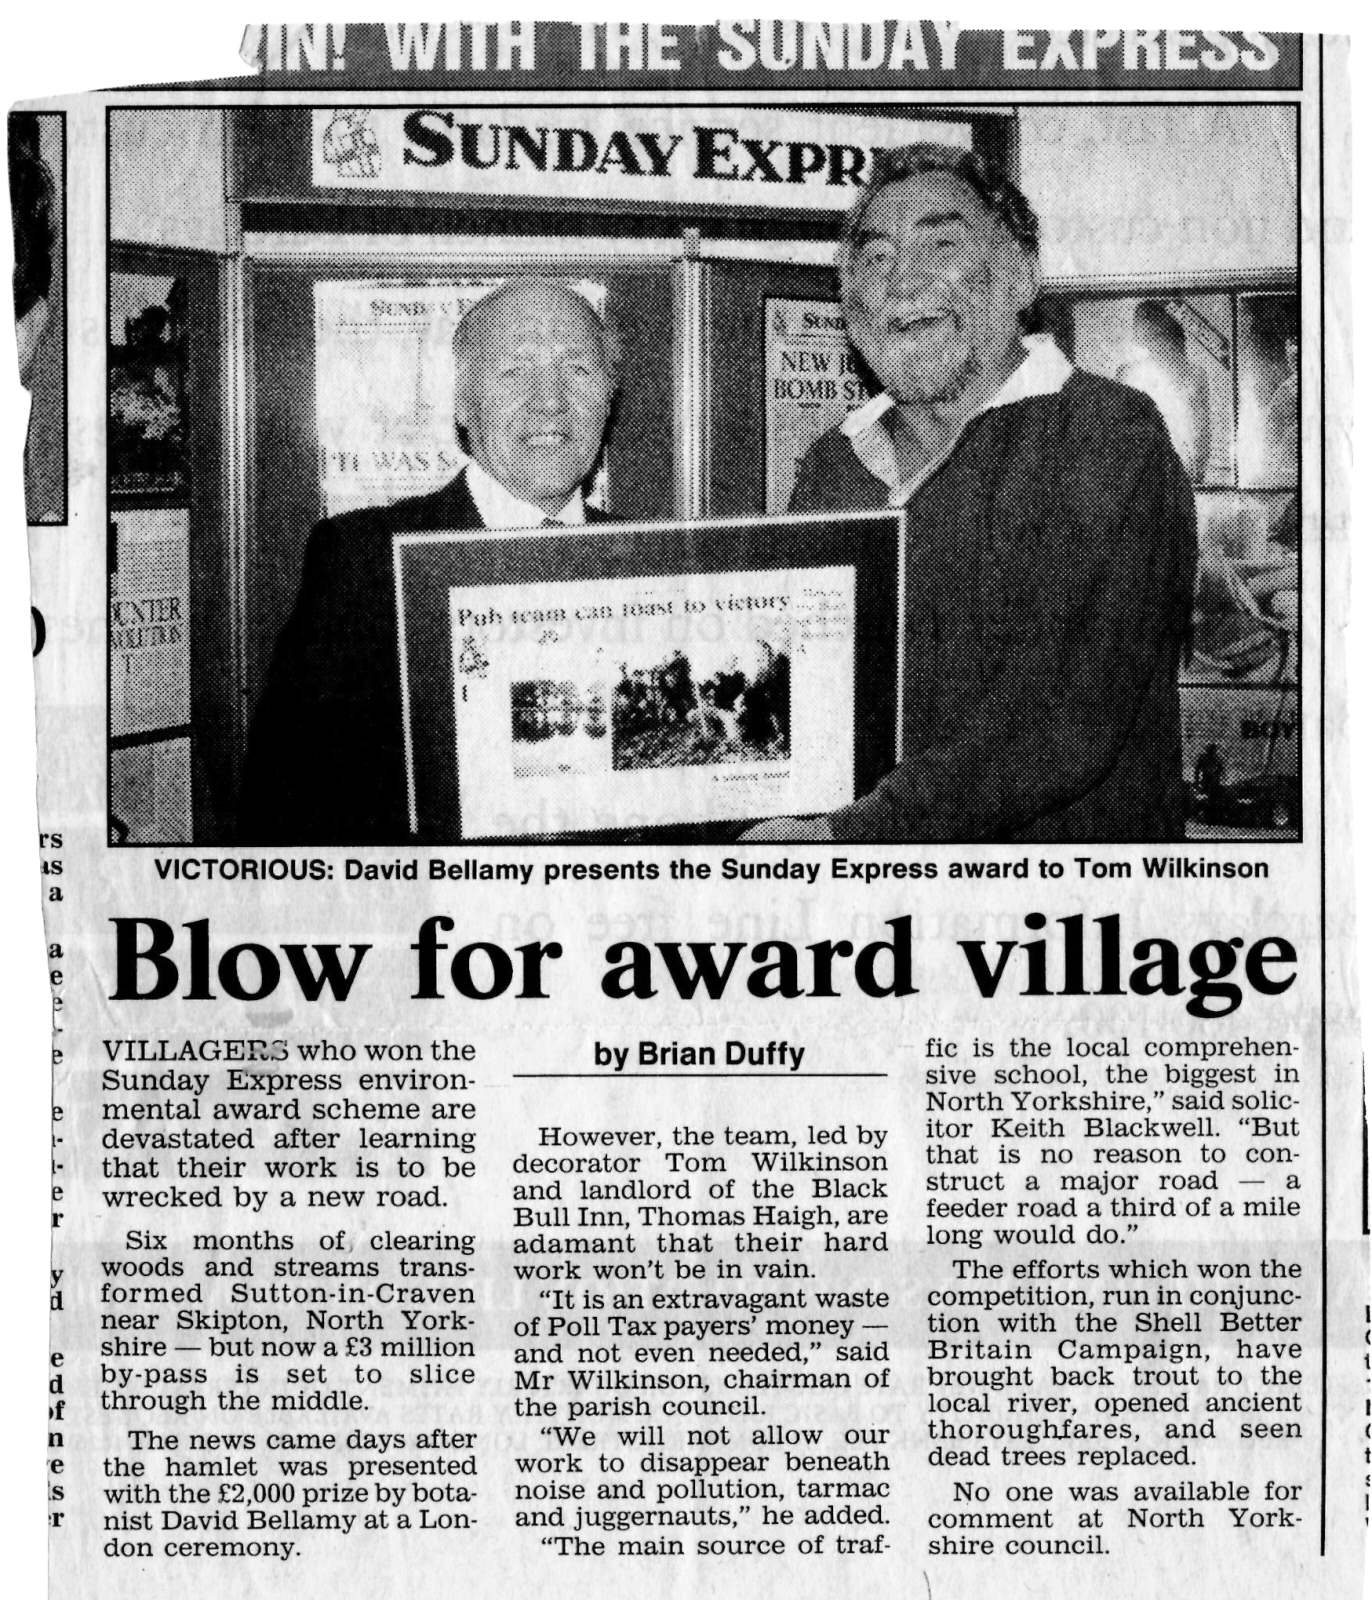 IN! WITH THE SUNDAY EXPRESS
SUNDAY EXPR
SUNDAY E
SUND
NEW
BOMB ST
'IT WAS S
OUNTER
Pub team can toast to victory
BOY
VICTORIOUS: David Bellamy presents the Sunday Express award to Tom Wilkinson
Blow for award village
VILLAGERS who won the
Sunday Express environ-
mental award scheme are
devastated after learning
that their work is to be
wrecked by a new road.
Six months of clearing
woods and streams trans-
formed Sutton-in-Craven
near Skipton, North York-
shire — but now a £3 million
by-pass is set to slice
through the middle.
The news came days after
the hamlet was presented
with the £2,000 prize by bota-
nist David Bellamy at a Lon-
don ceremony.
by Brian Duffy
However, the team, led by
decorator Tom Wilkinson
and landlord of the Black
Bull Inn, Thomas Haigh, are
adamant that their hard
work won't be in vain.
"It is an extravagant waste
of Poll Tax payers' money —
and not even needed," said
Mr Wilkinson, chairman of
the parish council.
"We will not allow our
work to disappear beneath
noise and pollution, tarmac
and juggernauts," he added.
"The main source of traf-
fic is the local comprehen-
sive school, the biggest in
North Yorkshire," said solic-
itor Keith Blackwell. "But
that is no reason to con-
struct a major road — a
feeder road a third of a mile
long would do."
The efforts which won the
competition, run in conjunc-
tion with the Shell Better
Britain Campaign, have
brought back trout to the
local river, opened ancient
thoroughfares, and seen
dead trees replaced.
No one was available for
comment at North York-
shire council.